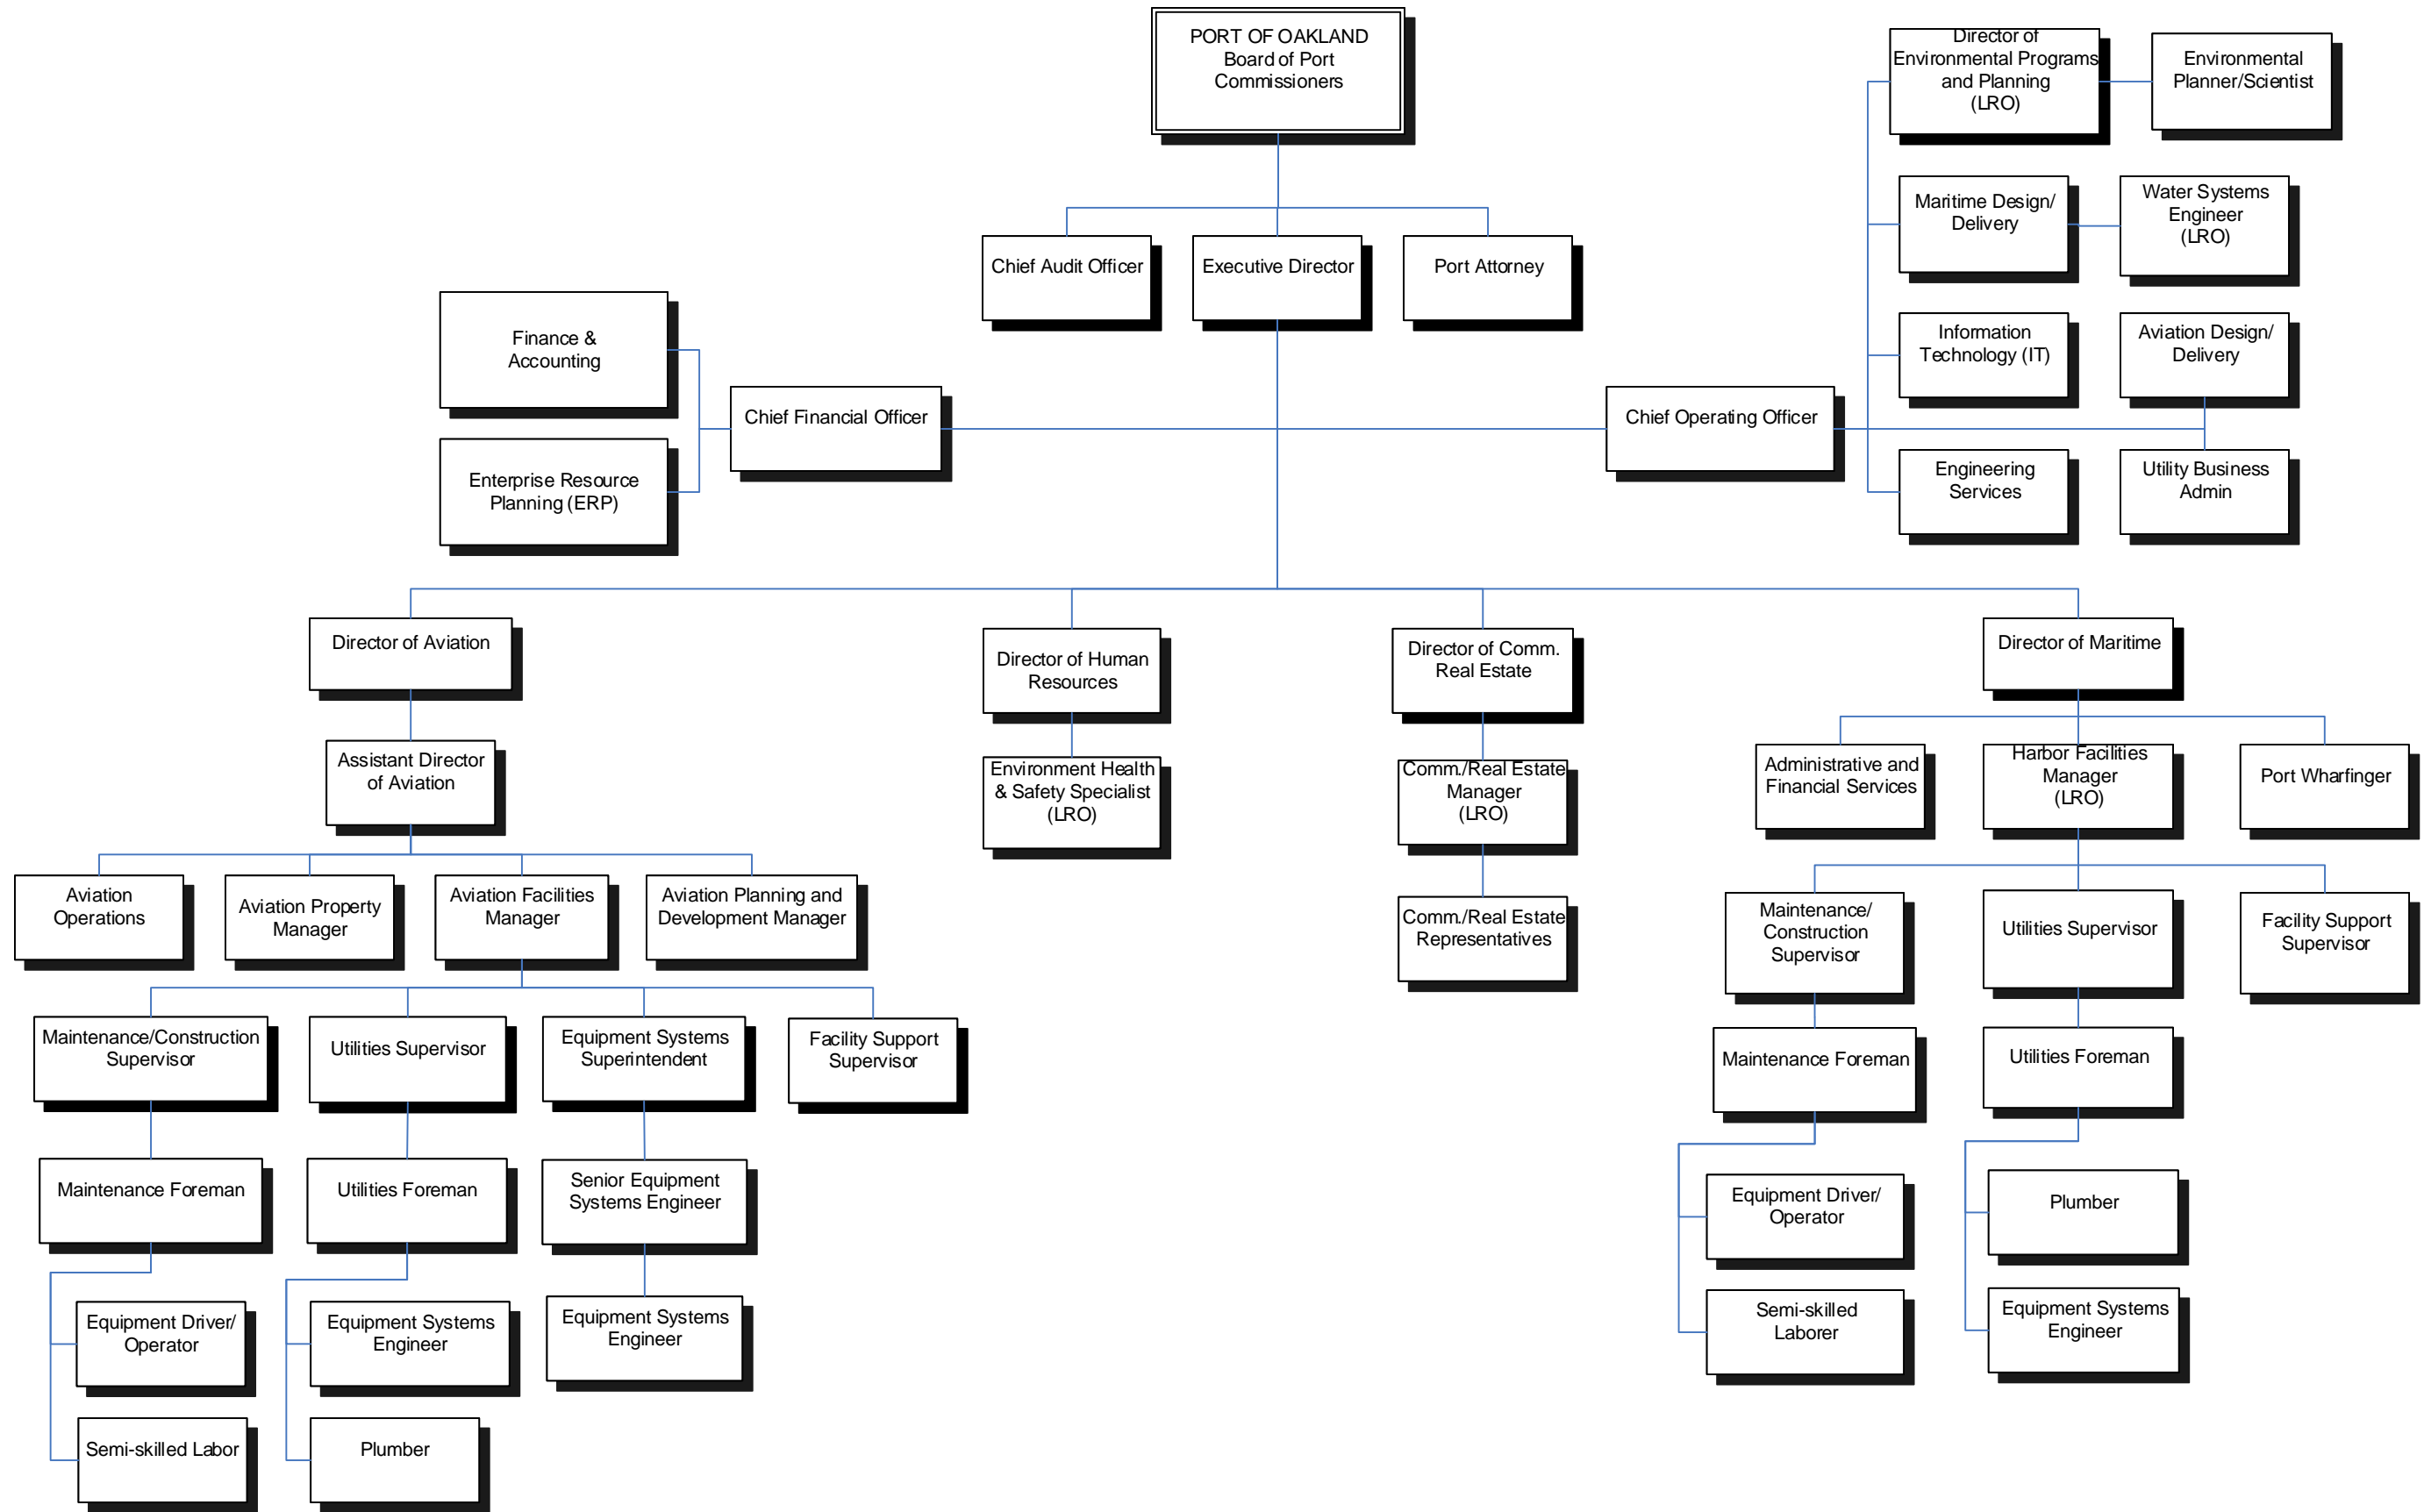 PORT OF OAKLAND
Board of Port
Commissioners
Director of
Environmental Programs
and Planning
(LRO)
Environmental
Planner/Scientist
Maritime Design/
Delivery
Water Systems
Engineer
(LRO)
Chief Audit Officer
Executive Director
Port Attorney
Finance &
Accounting
Information
Technology (IT)
Aviation Design/
Delivery
Chief Financial Officer
Chief Operating Officer
Enterprise Resource
Planning (ERP)
Engineering
Services
Utility Business
Admin
Director of Aviation
Director of Human
Resources
Director of Comm.
Real Estate
Director of Maritime
Assistant Director
of Aviation
Environment Health
& Safety Specialist
(LRO)
Comm./Real Estate
Manager
(LRO)
Administrative and
Financial Services
Harbor Facilities
Manager
(LRO)
Port Wharfinger
Aviation
Operations
Aviation Property
Manager
Aviation Facilities
Manager
Aviation Planning and
Development Manager
Comm./Real Estate
Representatives
Maintenance/
Construction
Supervisor
Utilities Supervisor
Facility Support
Supervisor
Maintenance/Construction
Supervisor
Utilities Supervisor
Equipment Systems
Superintendent
Facility Support
Supervisor
Maintenance Foreman
Utilities Foreman
Maintenance Foreman
Utilities Foreman
Senior Equipment
Systems Engineer
Equipment Driver/
Operator
Plumber
Equipment Driver/
Operator
Equipment Systems
Engineer
Equipment Systems
Engineer
Semi-skilled
Laborer
Equipment Systems
Engineer
Semi-skilled Labor
Plumber